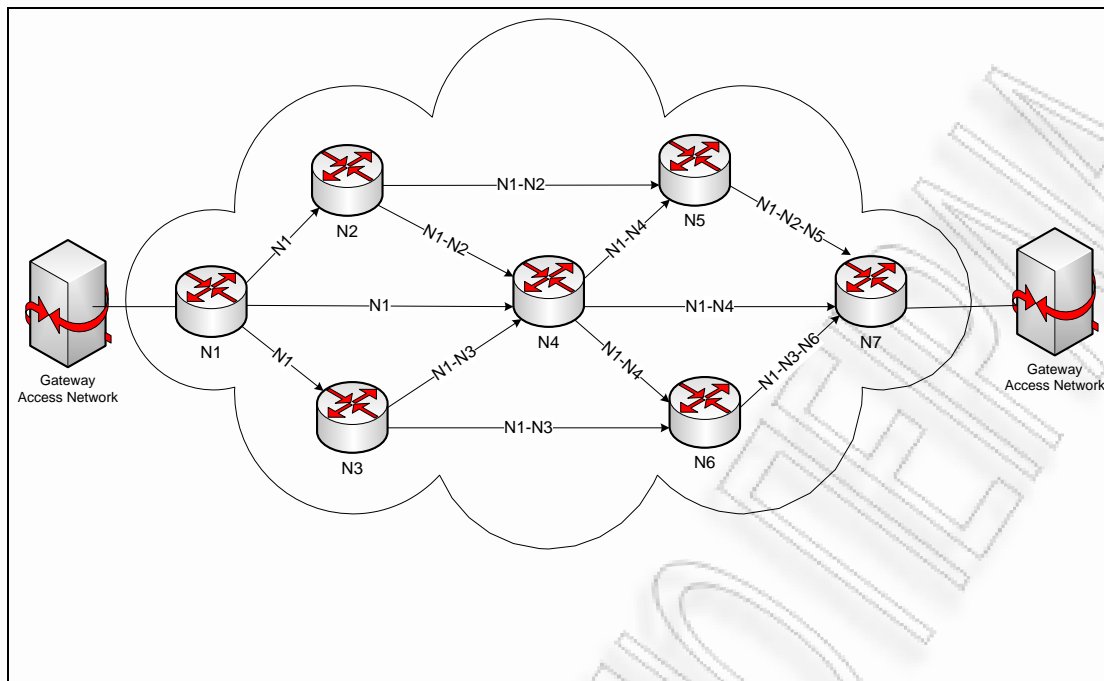 N2
N1-N2
N5
N1
N1-N2
N1-N4
N1-N2-N5
N1
N1
N4
N1-N4
N7
Gateway
Access Network
Gateway
Access Network
N1
N1-N3
N1-N4
N1-N3-N6
N3
N1-N3
N6